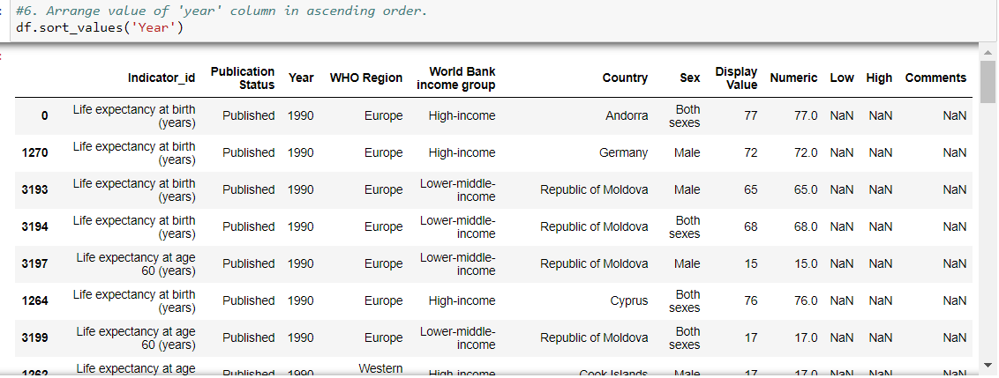 #6. Arrange value of 'year' column in ascending order.
df.sort_values('Year')
Indicator_id Publication Status Year WHO Region World Bank income group Country Sex Display Value Numeric Low High Comments
0 Life expectancy at birth (years) Published 1990 Europe High-income Andorra Both sexes 77 77.0 NaN NaN NaN
1270 Life expectancy at birth (years) Published 1990 Europe High-income Germany Male 72 72.0 NaN NaN NaN
3193 Life expectancy at birth (years) Published 1990 Europe Lower-middle-income Republic of Moldova Male 65 65.0 NaN NaN NaN
3194 Life expectancy at birth (years) Published 1990 Europe Lower-middle-income Republic of Moldova Both sexes 68 68.0 NaN NaN NaN
3197 Life expectancy at age 60 (years) Published 1990 Europe Lower-middle-income Republic of Moldova Male 15 15.0 NaN NaN NaN
1264 Life expectancy at birth (years) Published 1990 Europe High-income Cyprus Both sexes 76 76.0 NaN NaN NaN
3199 Life expectancy at age 60 (years) Published 1990 Europe Lower-middle-income Republic of Moldova Both sexes 17 17.0 NaN NaN NaN
1262 Life expectancy at age Published 1990 Western High-income Cook Islands Male 17 17.0 NaN NaN NaN